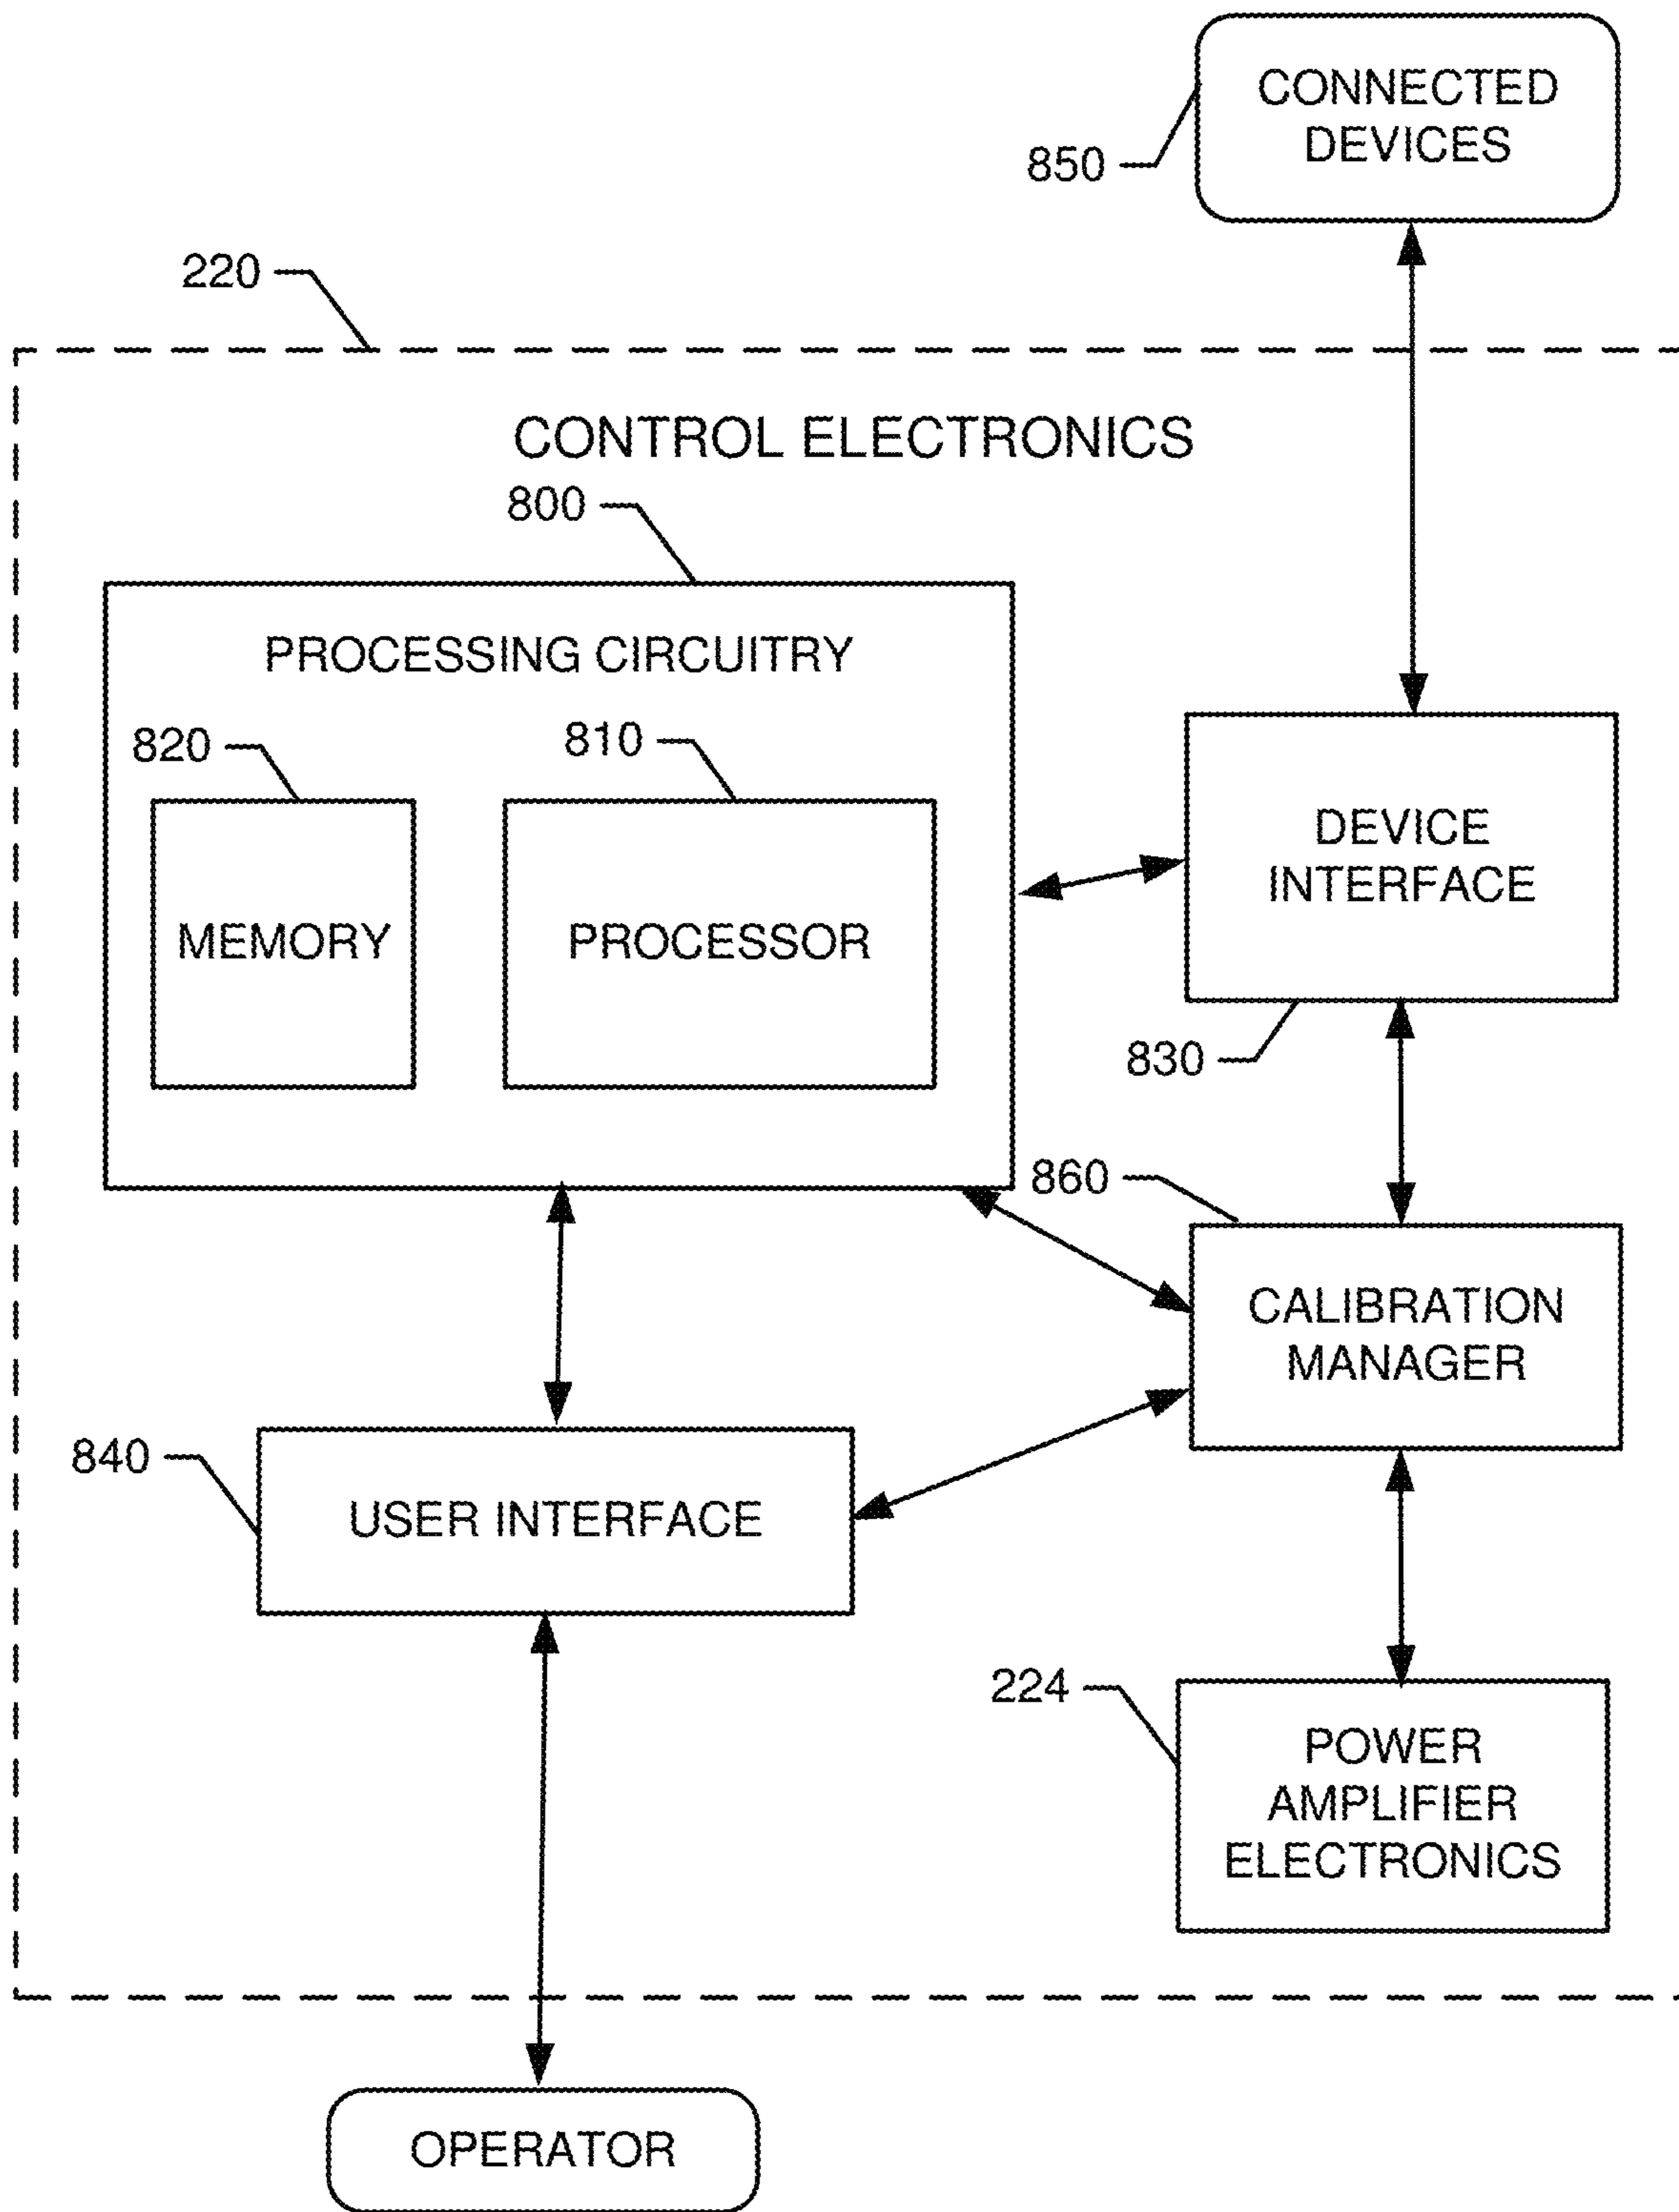 CONNECTED
DEVICES
850
220
CONTROL ELECTRONICS
800
PROCESSING CIRCUITRY
820
810
MEMORY
PROCESSOR
DEVICE
INTERFACE
830
860
CALIBRATION
MANAGER
840
USER INTERFACE
224
POWER
AMPLIFIER
ELECTRONICS
OPERATOR